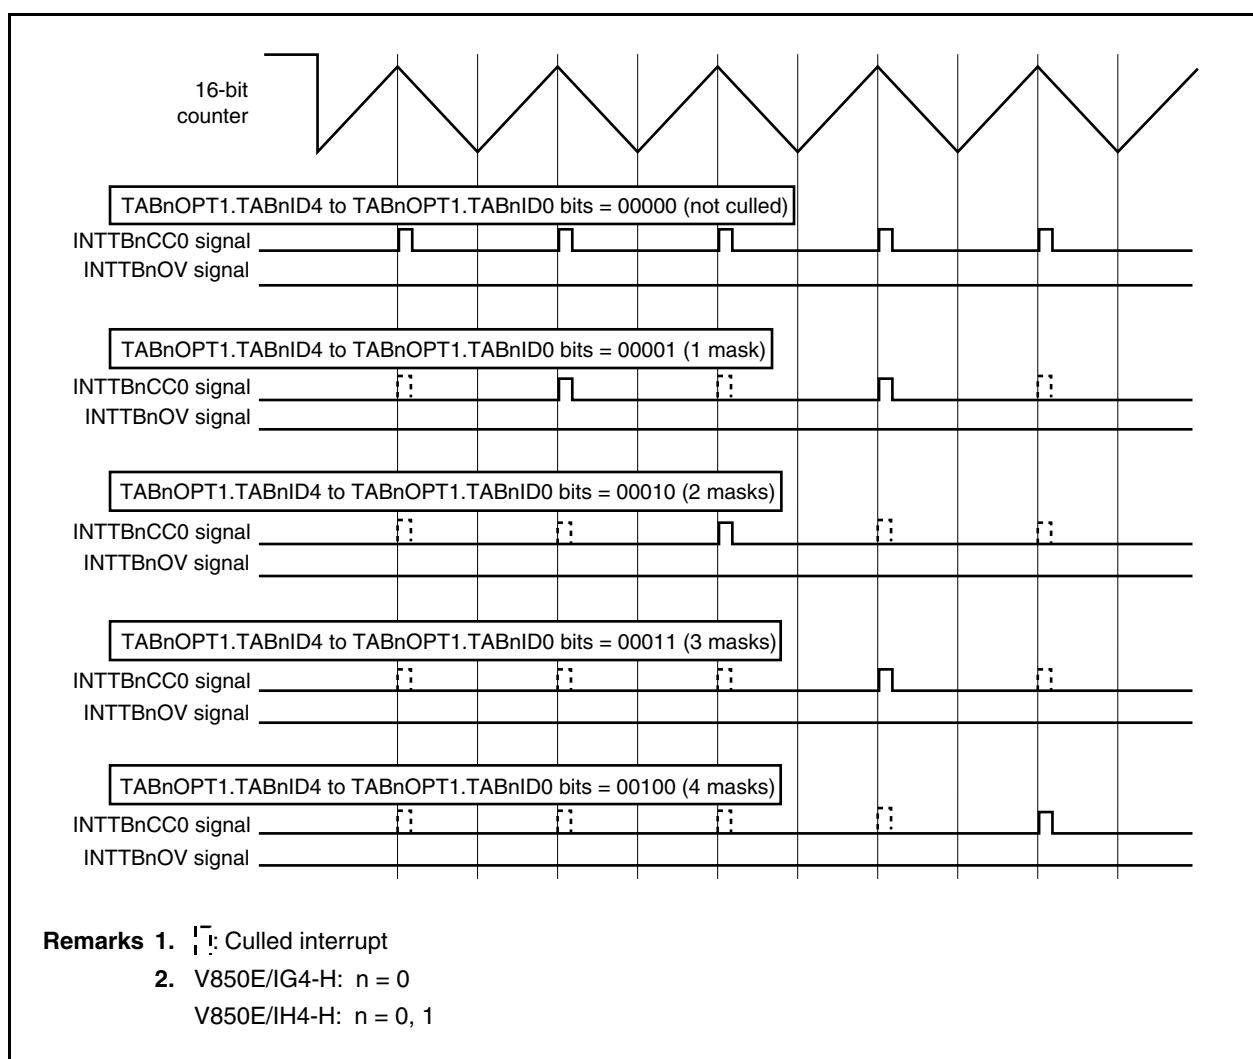 16-bit
counter
TABnOPT1.TABnID4 to TABnOPT1.TABnID0 bits = 00000 (not culled)
INTTBnCC0 signal
INTTBnOV signal
TABnOPT1.TABnID4 to TABnOPT1.TABnID0 bits = 00001 (1 mask)
INTTBnCC0 signal
INTTBnOV signal
TABnOPT1.TABnID4 to TABnOPT1.TABnID0 bits = 00010 (2 masks)
INTTBnCC0 signal
INTTBnOV signal
TABnOPT1.TABnID4 to TABnOPT1.TABnID0 bits = 00011 (3 masks)
INTTBnCC0 signal
INTTBnOV signal
TABnOPT1.TABnID4 to TABnOPT1.TABnID0 bits = 00100 (4 masks)
INTTBnCC0 signal
INTTBnOV signal
Remarks 1. : Culled interrupt
2. V850E/IG4-H: n = 0
V850E/IH4-H: n = 0, 1